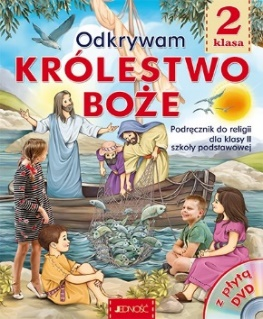 2
klasa
Odkrywam
KRÓLESTWO
BOŻE
Podręcznik do religii
dla klasy II
szkoły podstawowej
z płytą
DVD
JEDNOŚĆ